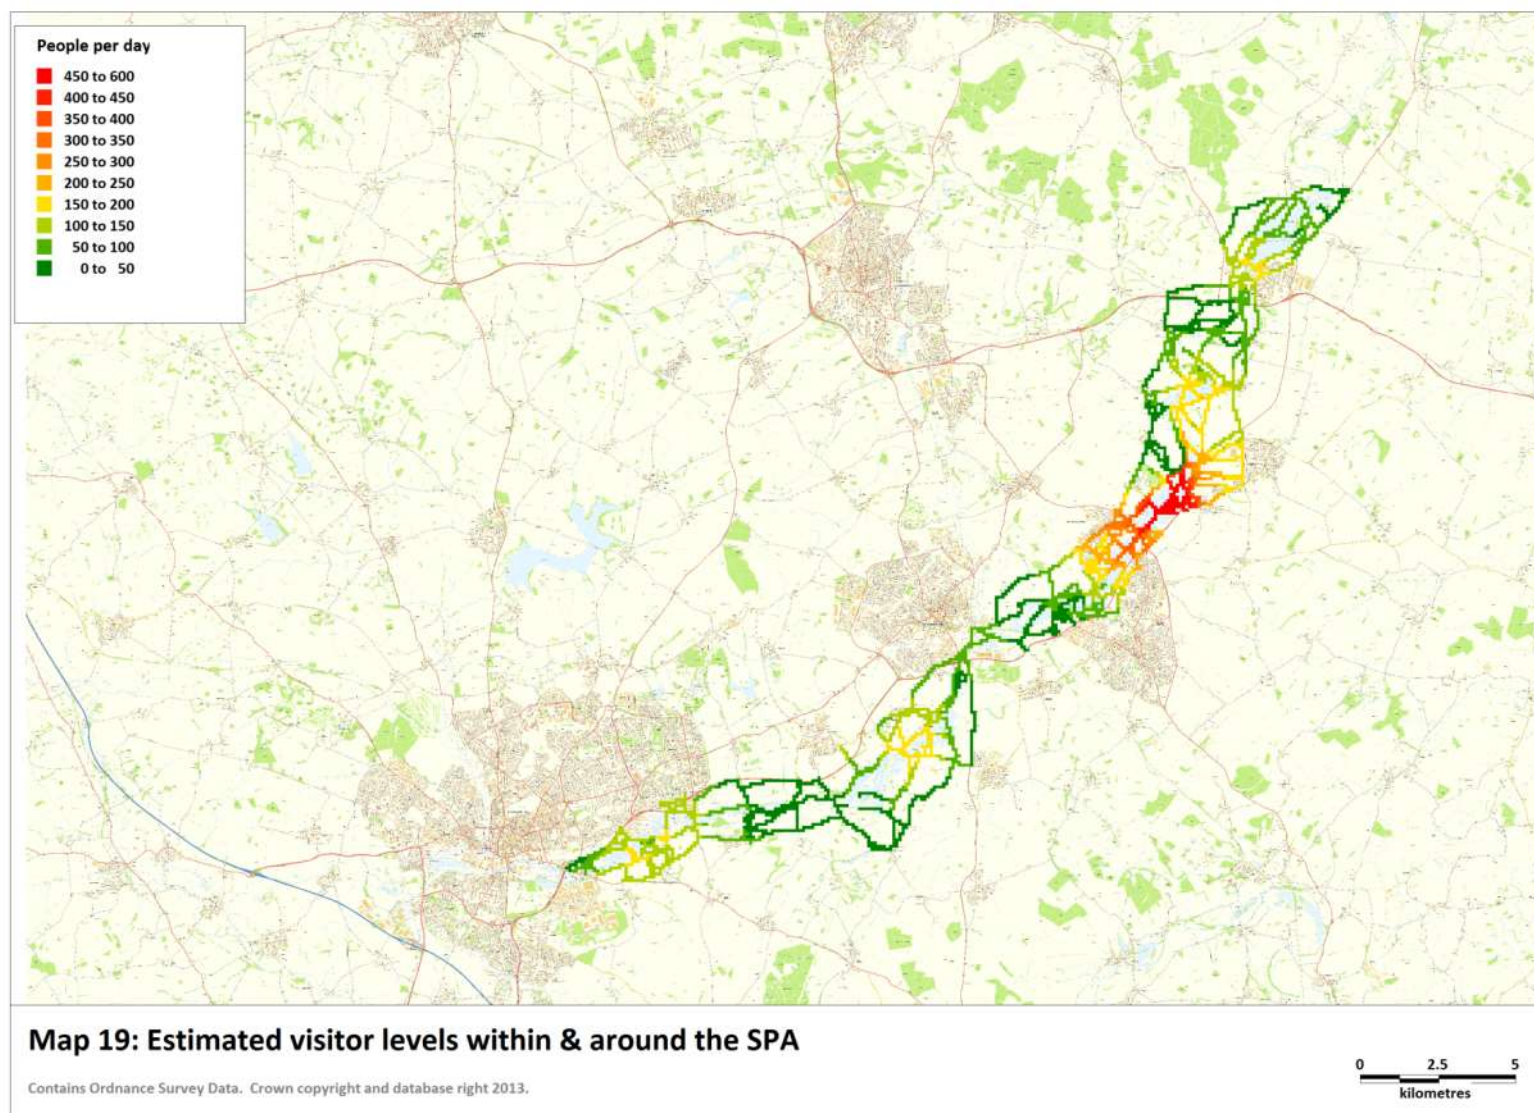 People per day
450 to 600
400 to 450
350 to 400
300 to 350
250 to 300
200 to 250
150 to 200
100 to 150
50 to 100
0 to 50
Map 19: Estimated visitor levels within & around the SPA
Contains Ordnance Survey Data. Crown copyright and database right 2013.
0 2.5 5
kilometres